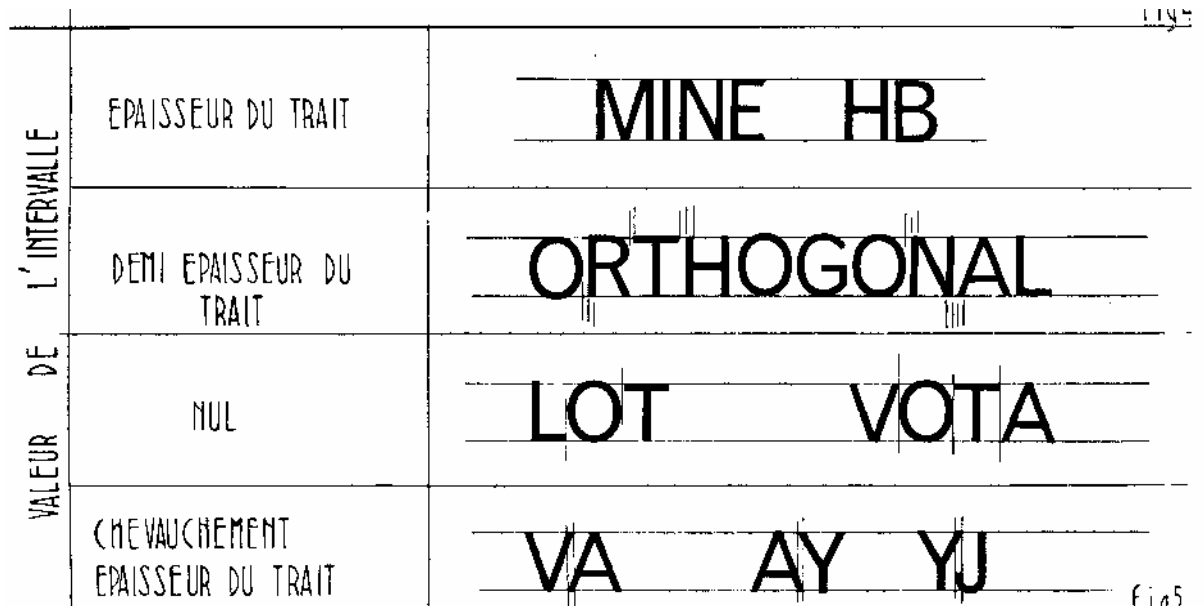 Fig4
VALEUR DE L'INTERVALLE
EPAISSEUR DU TRAIT
MINE HB
DEMI EPAISSEUR DU
TRAIT
ORTHOGONAL
NUL
LOT VOTA
CHEVAUCHEMENT
EPAISSEUR DU TRAIT
VA AY YJ
Fig5